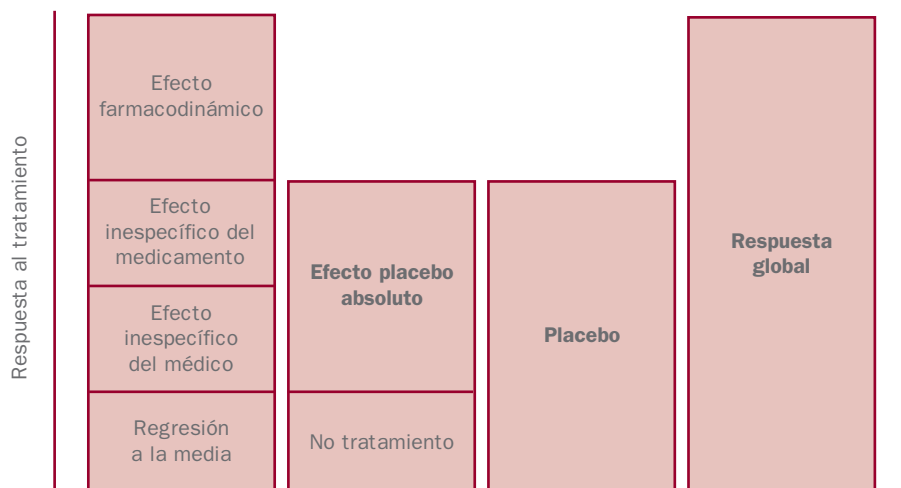 Respuesta al tratamiento
Efecto
farmacodinámico
Efecto
inespecífico del
medicamento
Efecto
inespecífico
del médico
Regresión
a la media
Efecto placebo
absoluto
No tratamiento
Placebo
Respuesta
global